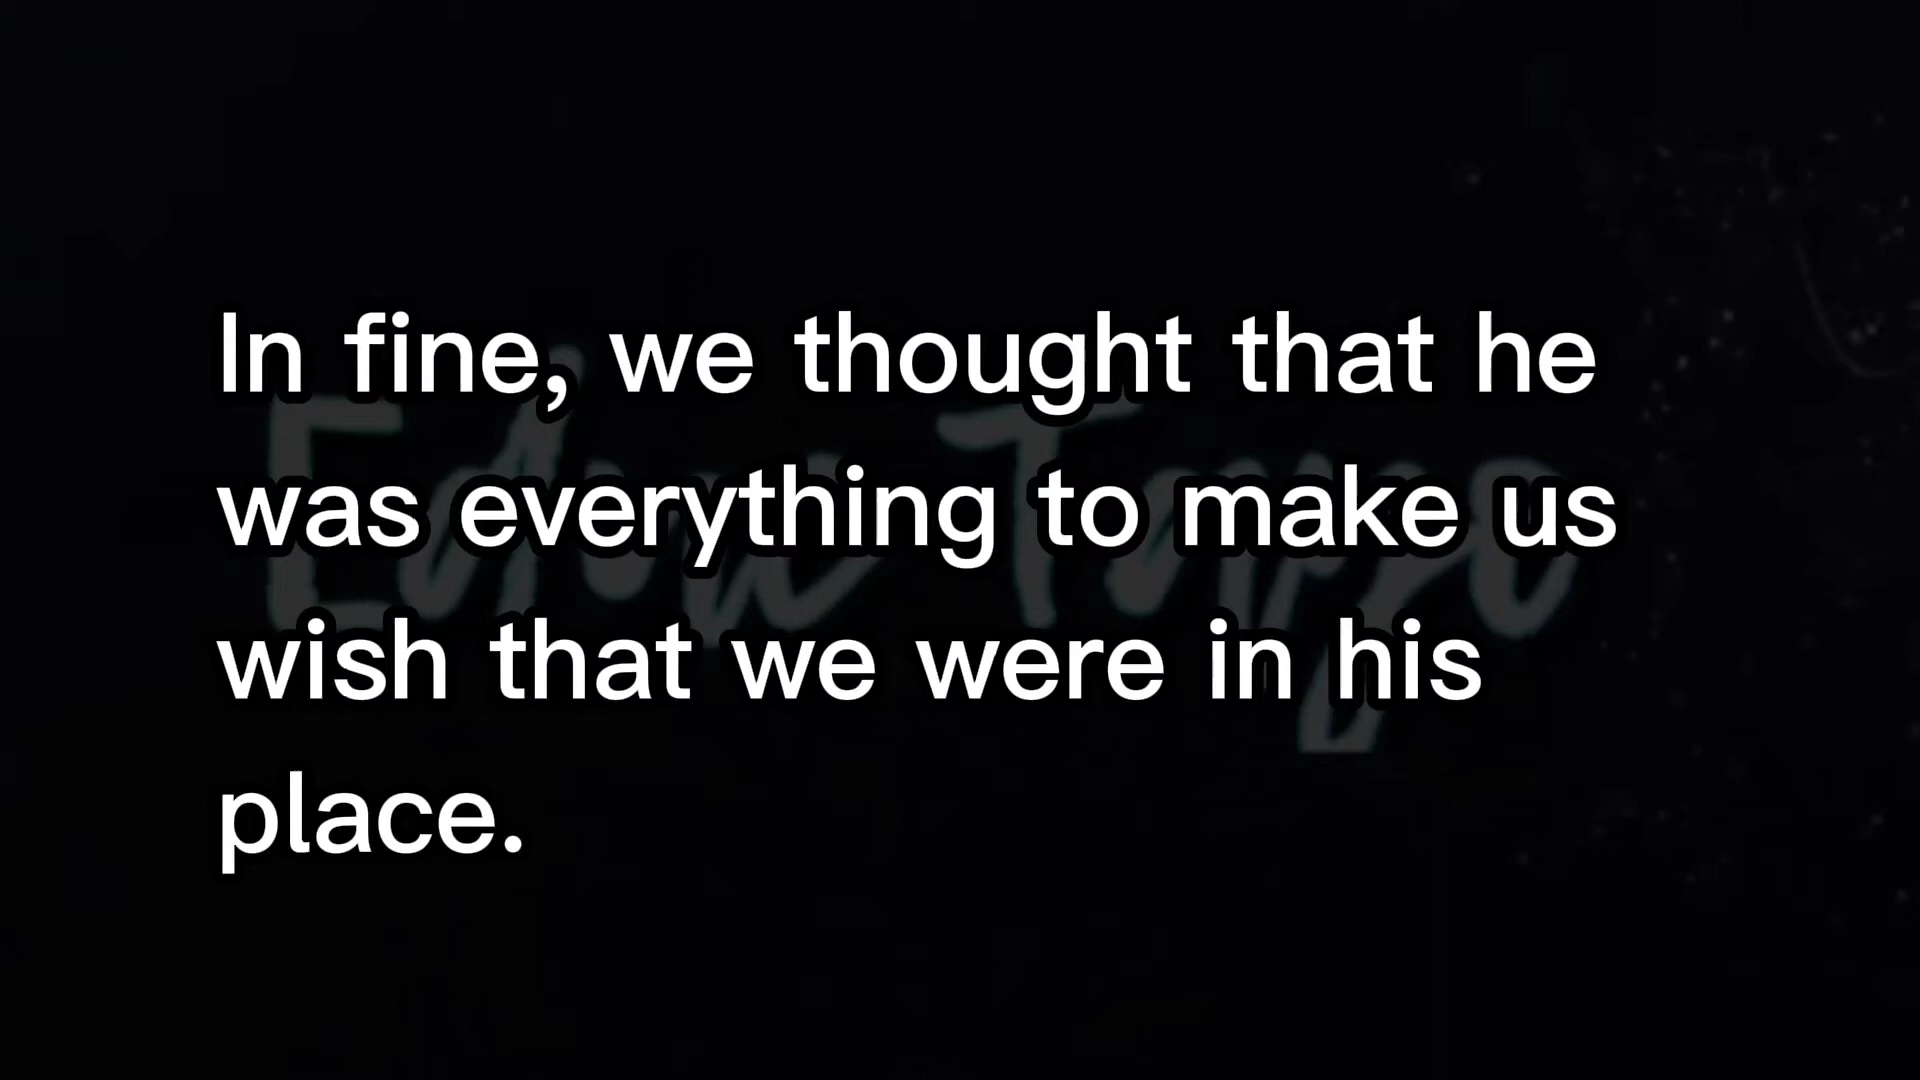 In fine, we thought that he
was everything to make us
wish that we were in his
place.